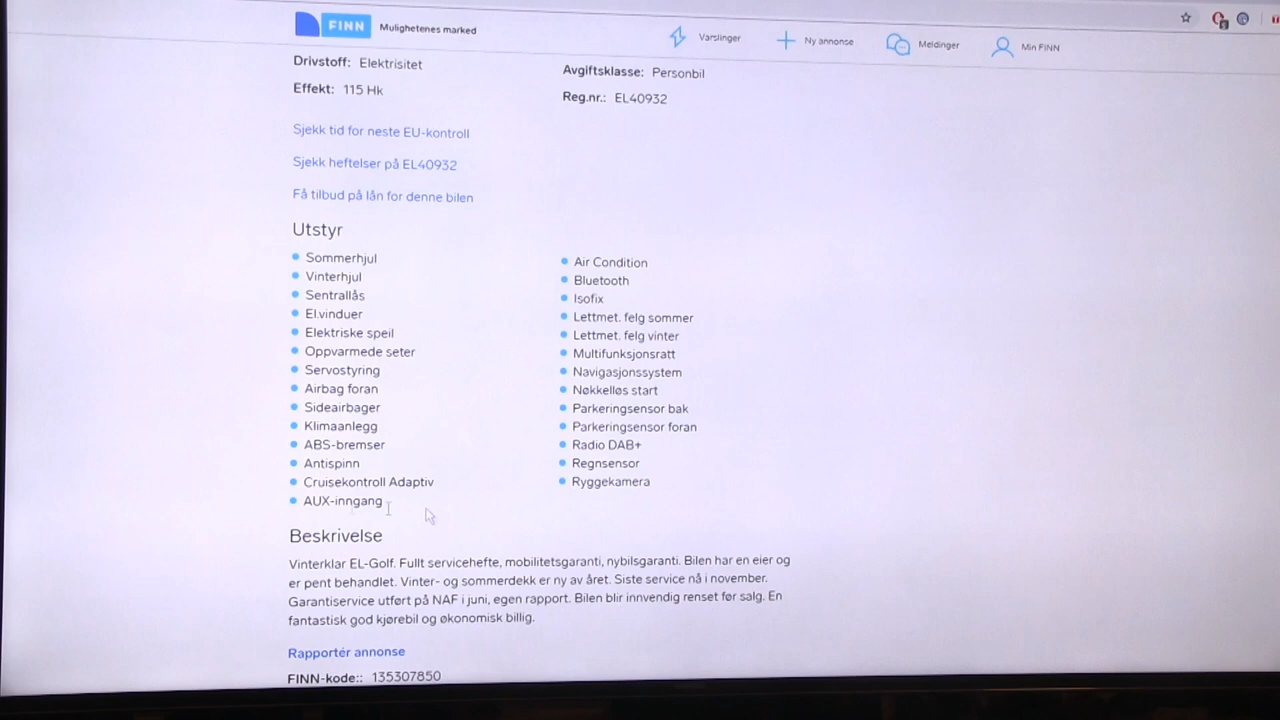 FINN Mulighetenes marked
Varslinger
Ny annonse
Meldinger
Min FINN
Drivstoff: Elektrisitet
Avgiftsklasse: Personbil
Effekt: 115 Hk
Reg.nr.: EL40932
Sjekk tid for neste EU-kontroll
Sjekk heftelser på EL40932
Få tilbud på lån for denne bilen
Utstyr
Sommerhjul
Vinterhjul
Sentrallås
El.vinduer
Elektriske speil
Oppvarmede seter
Servostyring
Airbag foran
Sideairbager
Klimaanlegg
ABS-bremser
Antispinn
Cruisekontroll Adaptiv
AUX-inngang
Air Condition
Bluetooth
Isofix
Lettmet. felg sommer
Lettmet. felg vinter
Multifunksjonsratt
Navigasjonssystem
Nøkkelløs start
Parkeringsensor bak
Parkeringsensor foran
Radio DAB+
Regnsensor
Ryggekamera
Beskrivelse
Vinterklar EL-Golf. Fullt servicehefte, mobilitetsgaranti, nybilsgaranti. Bilen har en eier og
er pent behandlet. Vinter- og sommerdekk er ny av året. Siste service nå i november.
Garantiservice utført på NAF i juni, egen rapport. Bilen blir innvendig renset før salg. En
fantastisk god kjørebil og økonomisk billig.
Rapportér annonse
FINN-kode:: 135307850